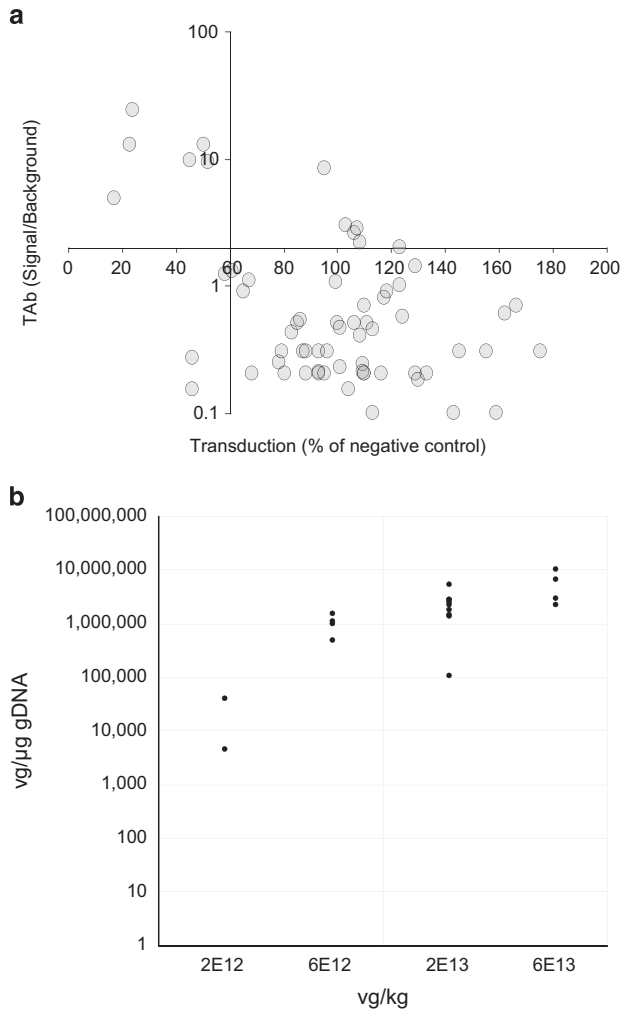 a
100
10
1
0.1
TAb (Signal/Background)
0 20 40 60 80 100 120 140 160 180 200
Transduction (% of negative control)
b
100,000,000
10,000,000
1,000,000
100,000
10,000
1,000
100
10
1
vg/µg gDNA
2E12 6E12 2E13 6E13
vg/kg